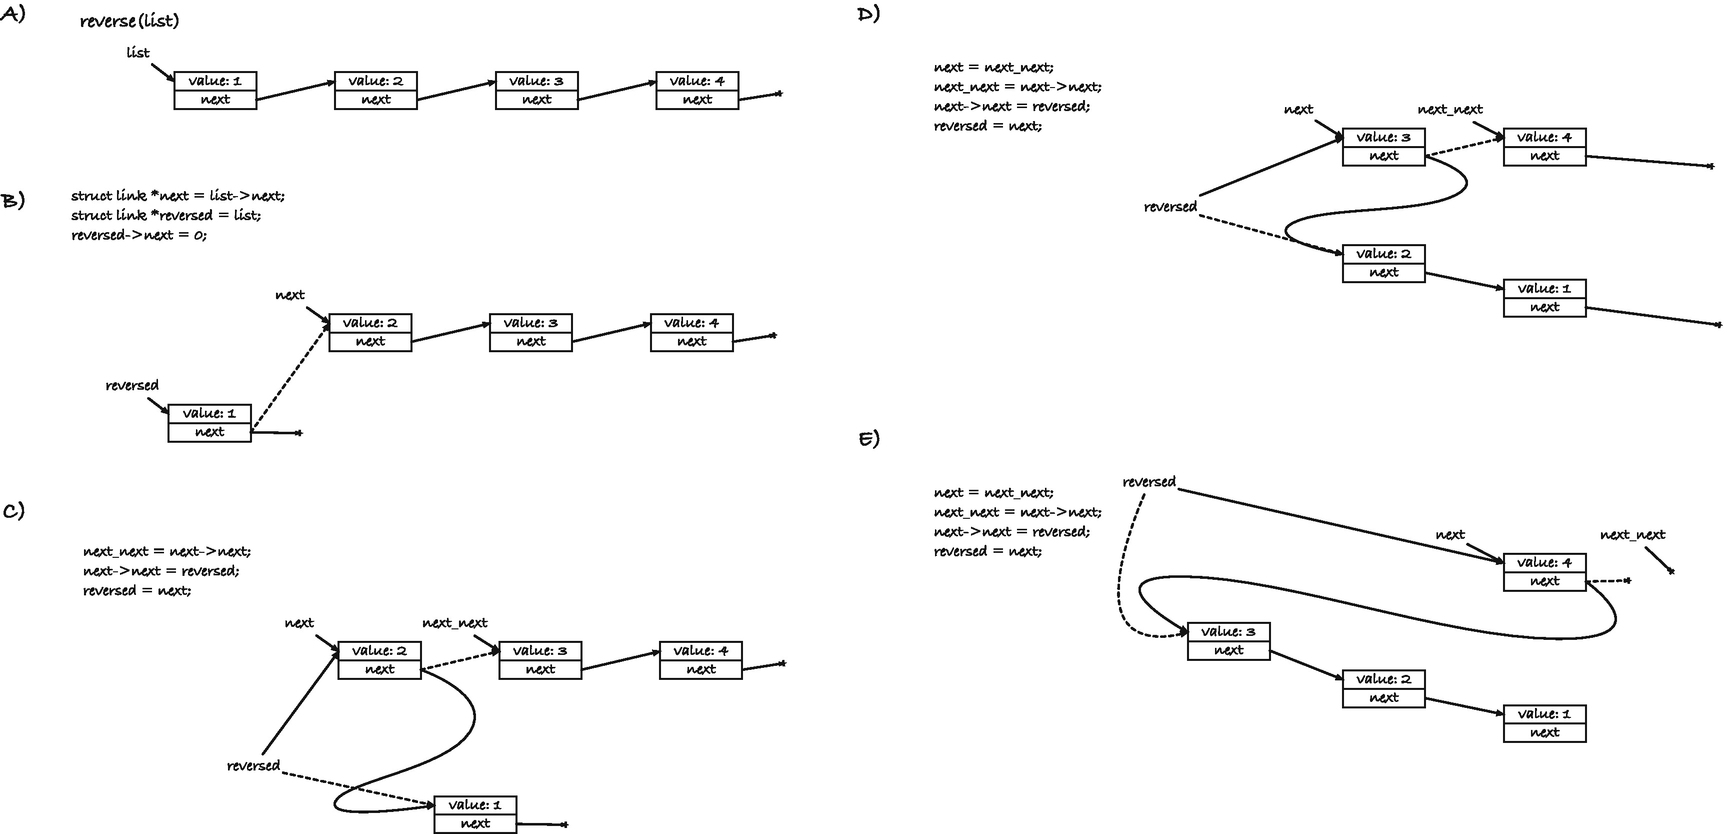 A)
reverse(list)
list
value: 1
next
value: 2
next
value: 3
next
value: 4
next
B)
struct link *next = list->next;
struct link *reversed = list;
reversed->next = 0;
next
value: 2
next
value: 3
next
value: 4
next
reversed
value: 1
next
C)
next_next = next->next;
next->next = reversed;
reversed = next;
next
next_next
value: 2
next
value: 3
next
value: 4
next
reversed
value: 1
next
D)
next = next_next;
next_next = next->next;
next->next = reversed;
reversed = next;
next
next_next
value: 3
next
value: 4
next
reversed
value: 2
next
value: 1
next
E)
next = next_next;
next_next = next->next;
next->next = reversed;
reversed = next;
reversed
next
next_next
value: 4
next
value: 3
next
value: 2
next
value: 1
next